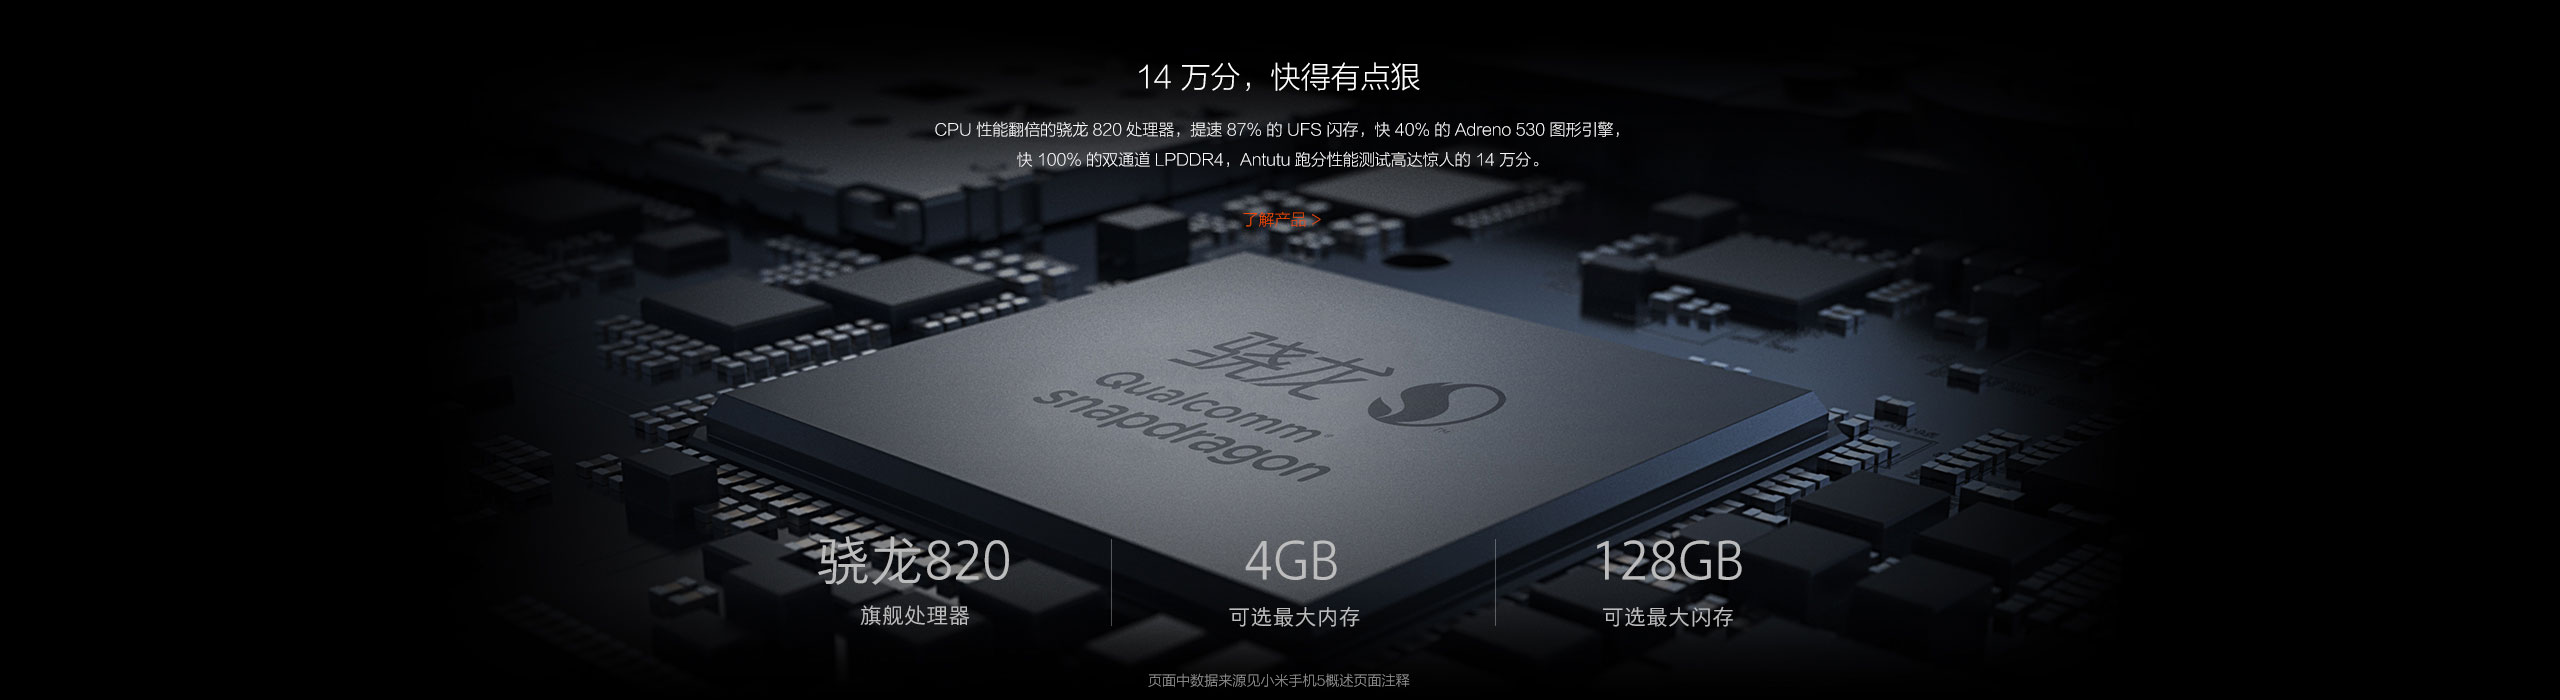 14 万分，快得有点狠
CPU 性能翻倍的骁龙 820 处理器，提速 87% 的 UFS 闪存，快 40% 的 Adreno 530 图形引擎，
快 100% 的双通道 LPDDR4，Antutu 跑分性能测试高达惊人的 14 万分。
了解产品 >
骁龙
Qualcomm®
snapdragon
™
骁龙820
旗舰处理器
4GB
可选最大内存
128GB
可选最大闪存
页面中数据来源见小米手机5概述页面注释